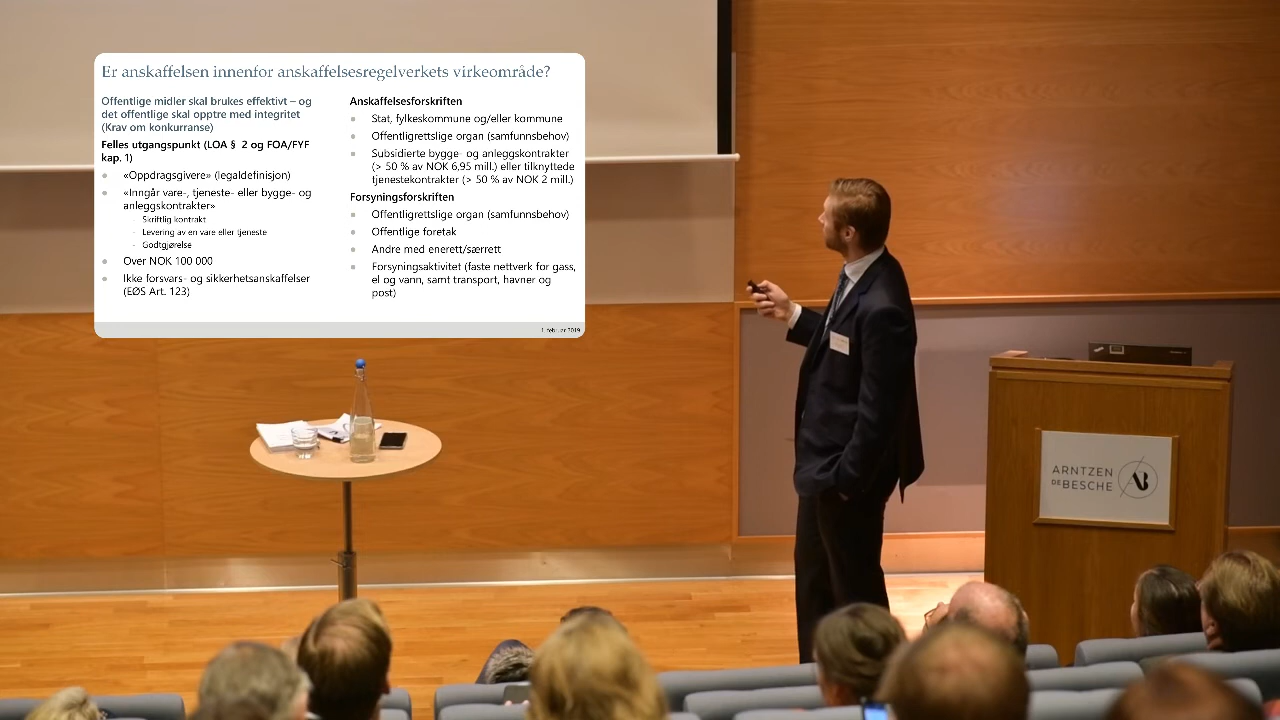 Er anskaffelsen innenfor anskaffelsesregelverkets virkeområde?
Offentlige midler skal brukes effektivt – og
det offentlige skal opptre med integritet
(Krav om konkurranse)
Felles utgangspunkt (LOA § 2 og FOA/FYF
kap. 1)
«Oppdragsgivere» (legaldefinisjon)
«Inngår vare-, tjeneste- eller bygge- og
anleggskontrakter»
Skriftlig kontrakt
Levering av en vare eller tjeneste
Godtgjørelse
Over NOK 100 000
Ikke forsvars- og sikkerhetsanskaffelser
(EØS Art. 123)
Anskaffelsesforskriften
Stat, fylkeskommune og/eller kommune
Offentligrettslige organ (samfunnsbehov)
Subsidierte bygge- og anleggskontrakter
(> 50 % av NOK 6,95 mill.) eller tilknyttede
tjenestekontrakter (> 50 % av NOK 2 mill.)
Forsyningsforskriften
Offentligrettslige organ (samfunnsbehov)
Offentlige foretak
Andre med enerett/særrett
Forsyningsaktivitet (faste nettverk for gass,
el og vann, samt transport, havner og
post)
1. februar 2019
ARNTZEN
DE BESCHE